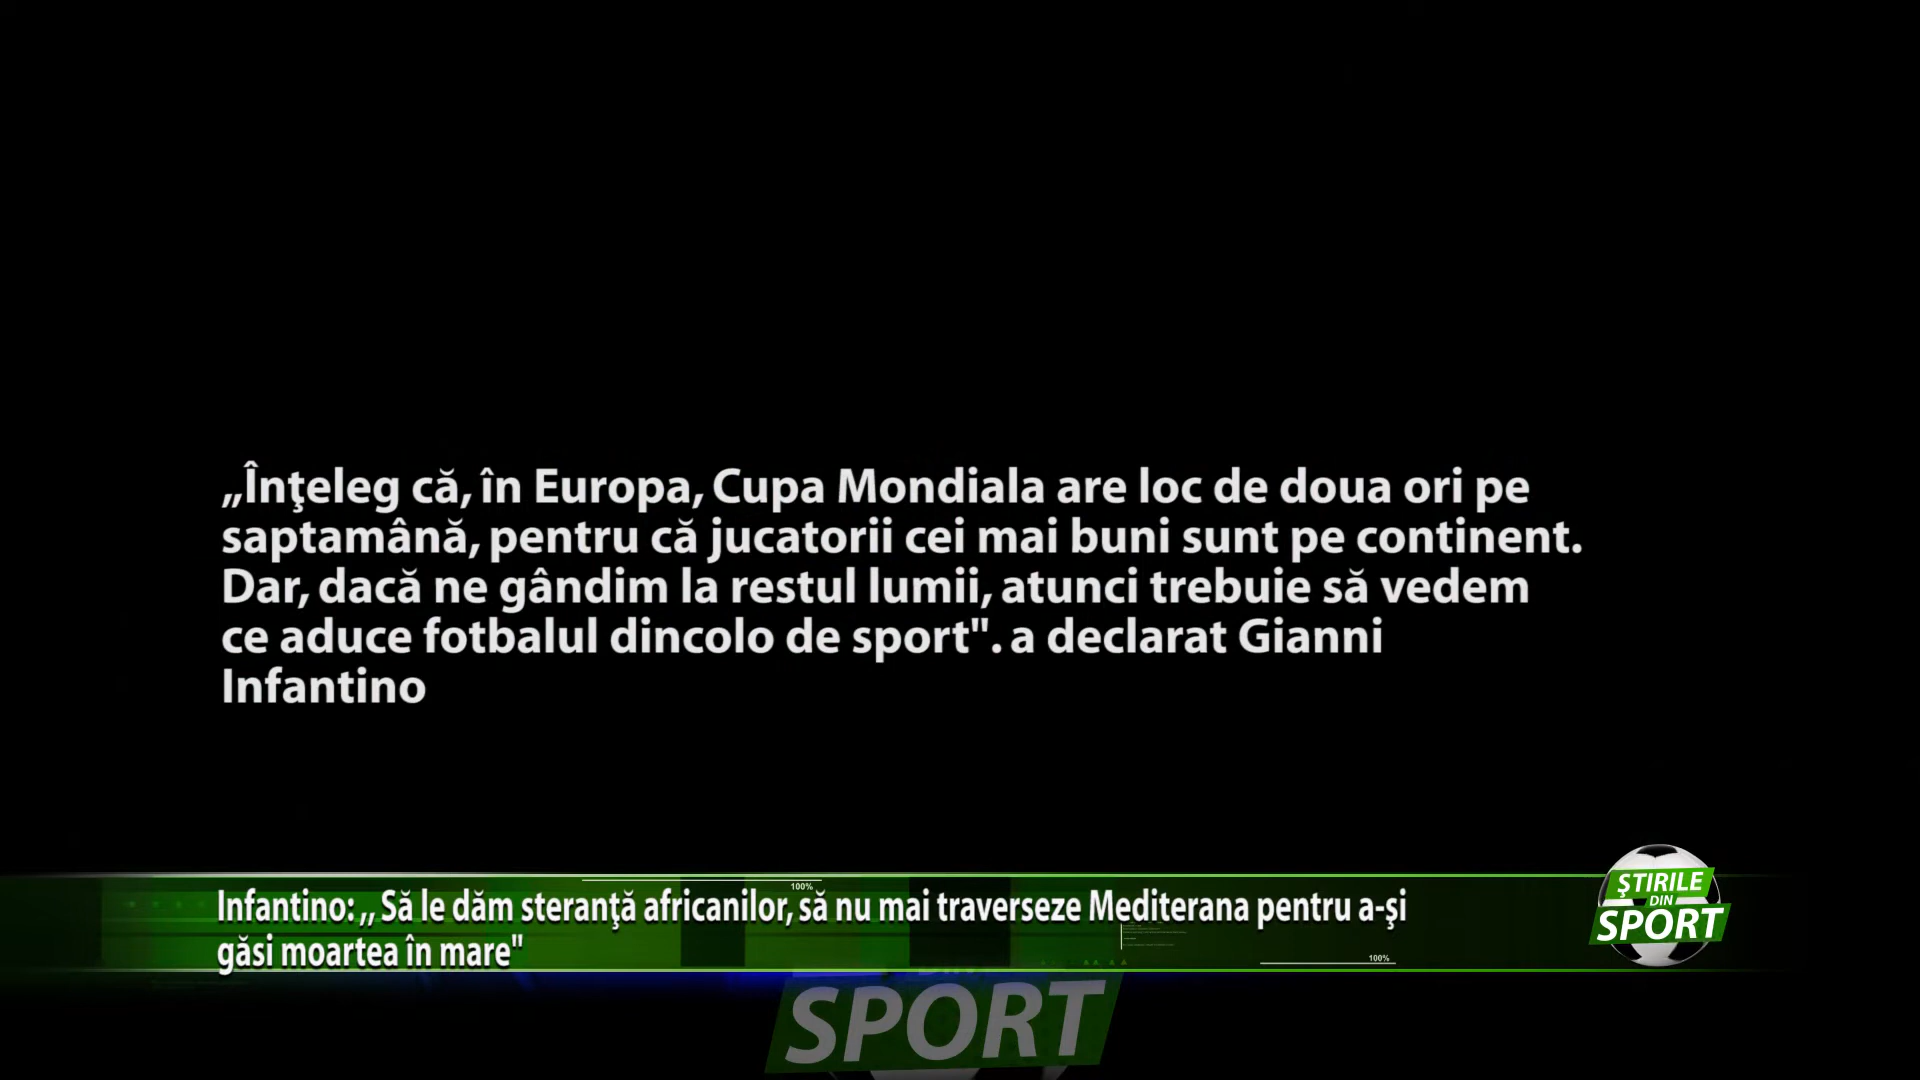 „Înţeleg că, în Europa, Cupa Mondiala are loc de doua ori pe
saptamână, pentru că jucatorii cei mai buni sunt pe continent.
Dar, dacă ne gândim la restul lumii, atunci trebuie să vedem
ce aduce fotbalul dincolo de sport". a declarat Gianni
Infantino
100%
Infantino: ,, Să le dăm steranţă africanilor, să nu mai traverseze Mediterana pentru a-şi
găsi moartea în mare"
100%
ŞTIRILE
DIN
SPORT
SPORT